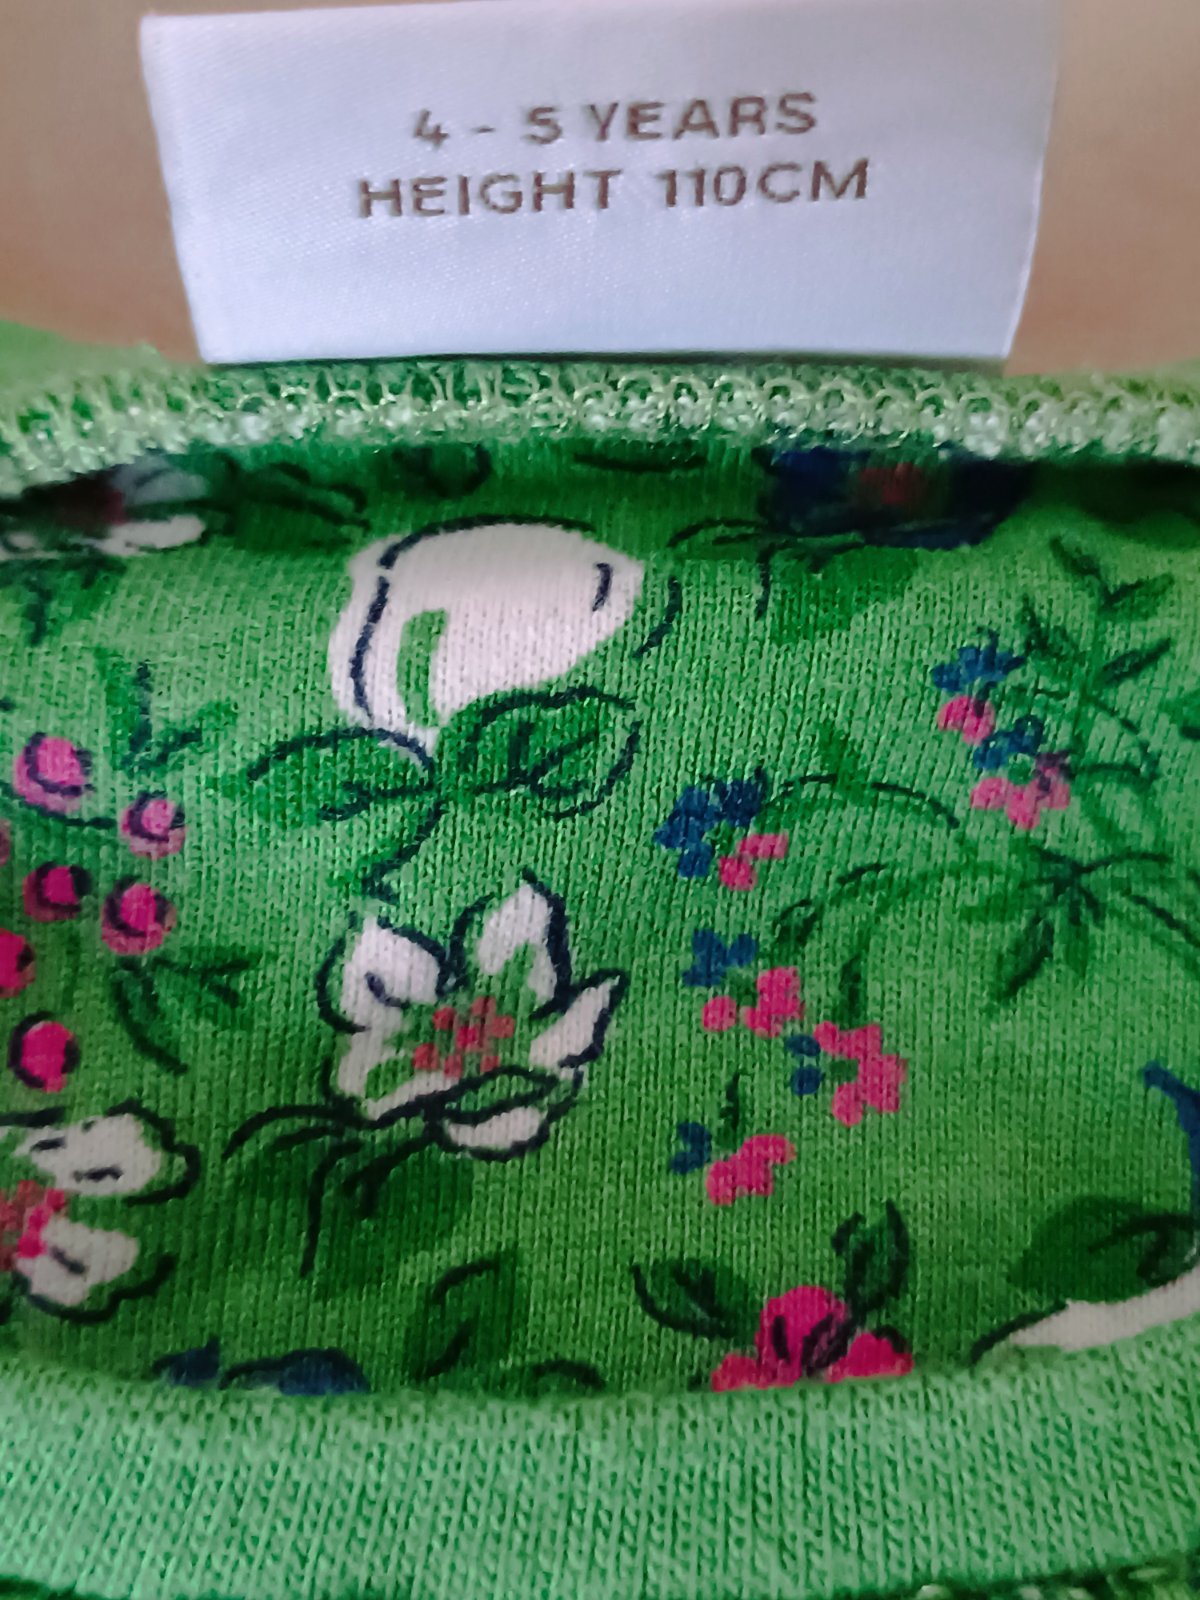 4 - 5 YEARS
HEIGHT 110CM